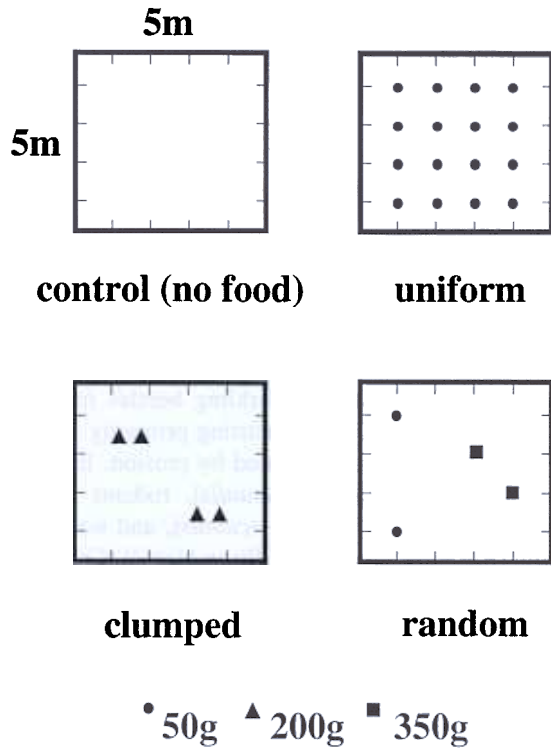 5m
5m
control (no food)
uniform
clumped
random
50g 200g 350g